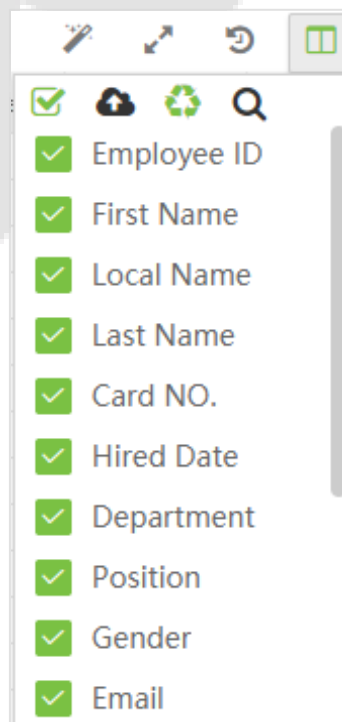 Employee ID
First Name
Local Name
Last Name
Card NO.
Hired Date
Department
Position
Gender
Email